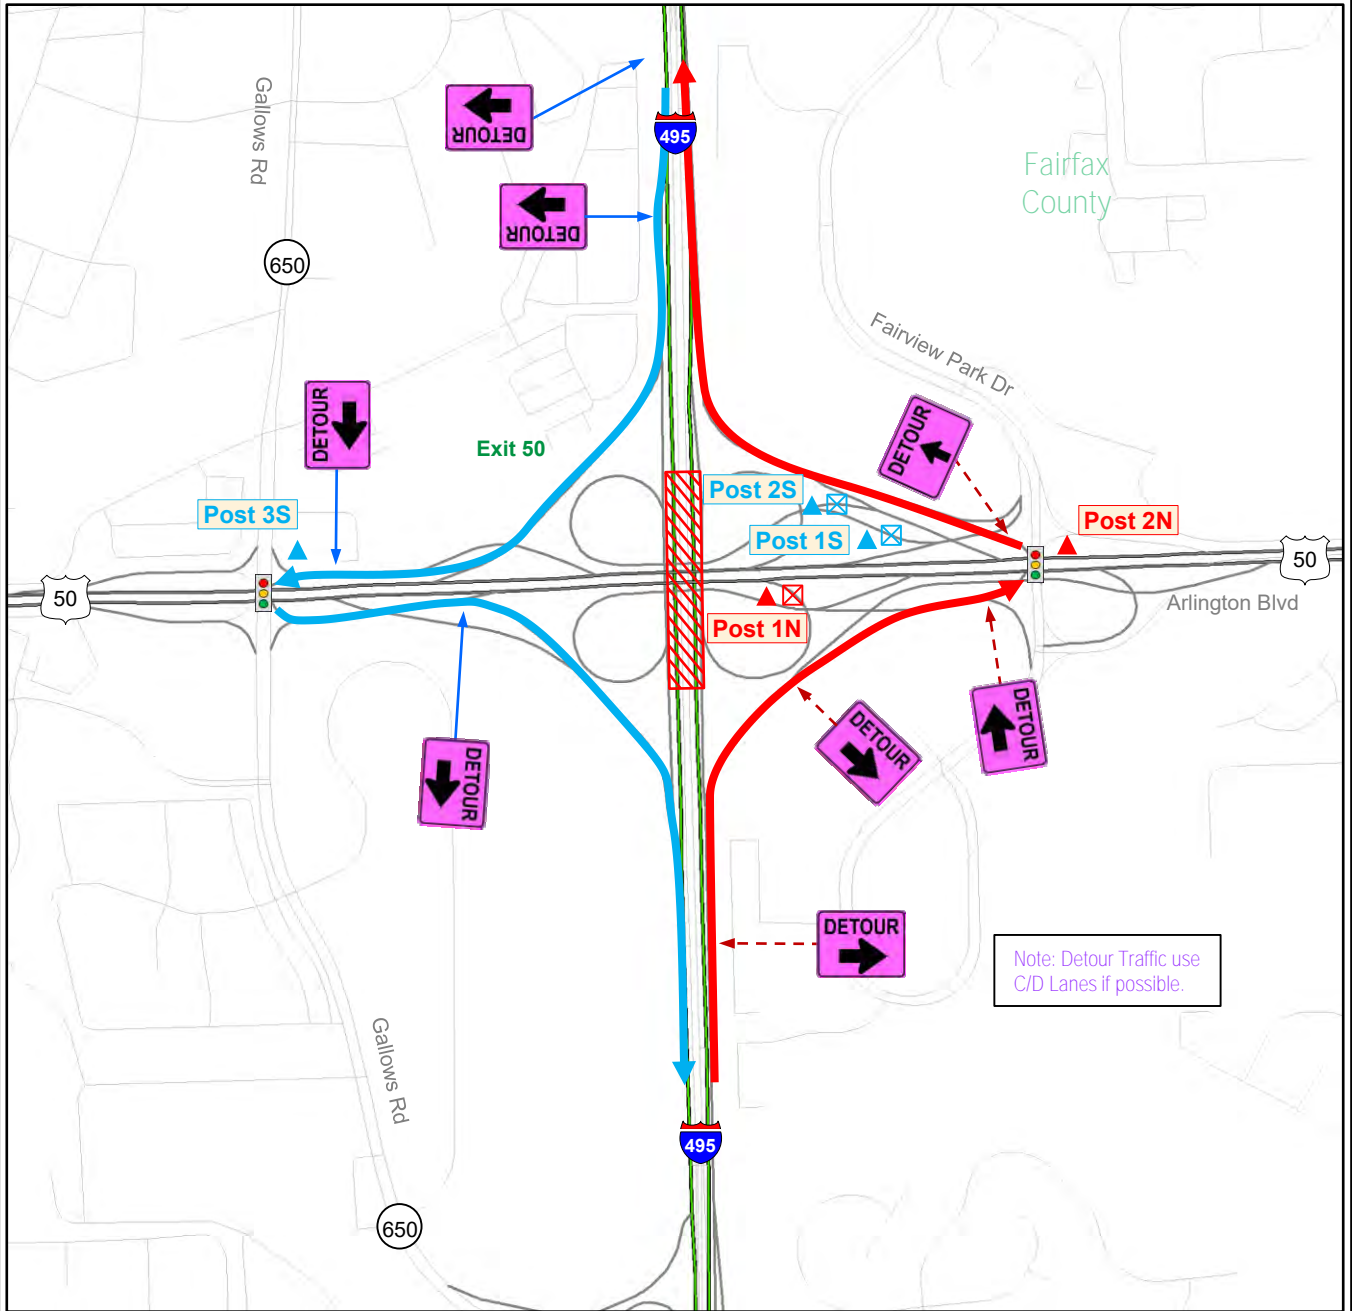 Gallows Rd
DETOUR
495
Fairfax
County
DETOUR
650
Fairview Park Dr
DETOUR
DETOUR
Exit 50
Post 2S
Post 3S
Post 1S
Post 2N
50
50
Arlington Blvd
Post 1N
DETOUR
DETOUR
DETOUR
DETOUR
Note: Detour Traffic use
C/D Lanes if possible.
Gallows Rd
495
650